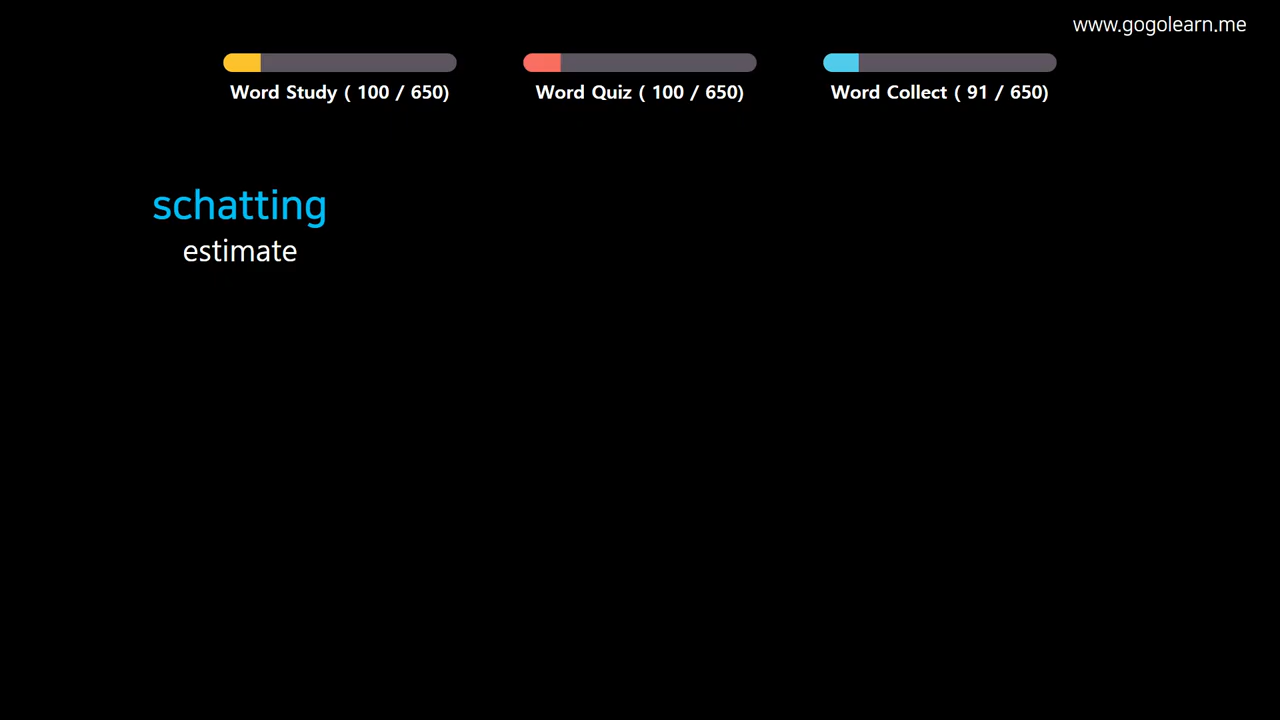 www.gogolearn.me
Word Study ( 100 / 650)
Word Quiz ( 100 / 650)
Word Collect ( 91 / 650)
schatting
estimate